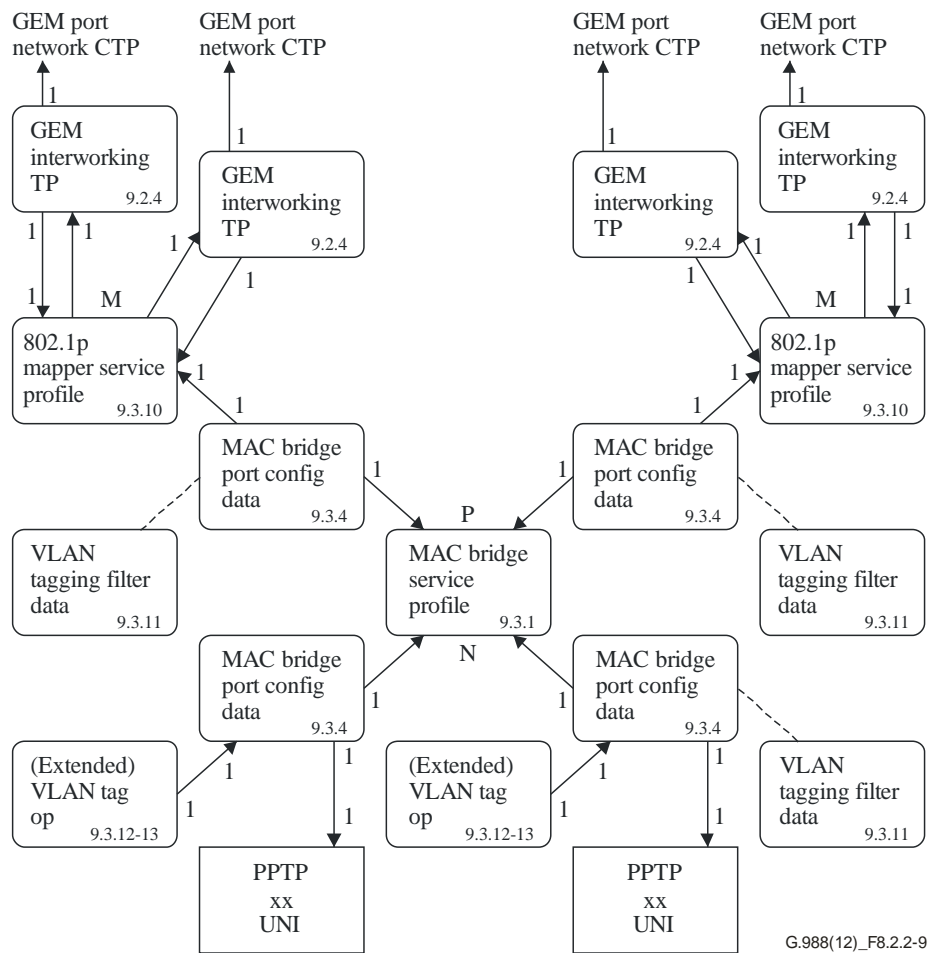 GEM port
network CTP
GEM port
network CTP
GEM port
network CTP
GEM port
network CTP
1
1
GEM
interworking
TP
9.2.4
1
1
GEM
interworking
TP
9.2.4
GEM
interworking
TP
9.2.4
GEM
interworking
TP
9.2.4
1
1
1
1
1
1
1
M
1
1
1
M
1
802.1p
mapper service
profile
9.3.10
802.1p
mapper service
profile
9.3.10
1
1
1
1
MAC bridge
port config
data
9.3.4
MAC bridge
port config
data
9.3.4
1
1
P
VLAN
tagging filter
data
9.3.11
MAC bridge
service
profile
9.3.1
VLAN
tagging filter
data
9.3.11
N
MAC bridge
port config
data
9.3.4
1
1
MAC bridge
port config
data
9.3.4
(Extended)
VLAN tag
op
9.3.12-13
1
1
1
1
(Extended)
VLAN tag
op
9.3.12-13
1
1
1
1
VLAN
tagging filter
data
9.3.11
PPTP
xx
UNI
PPTP
xx
UNI
G.988(12)_F8.2.2-9